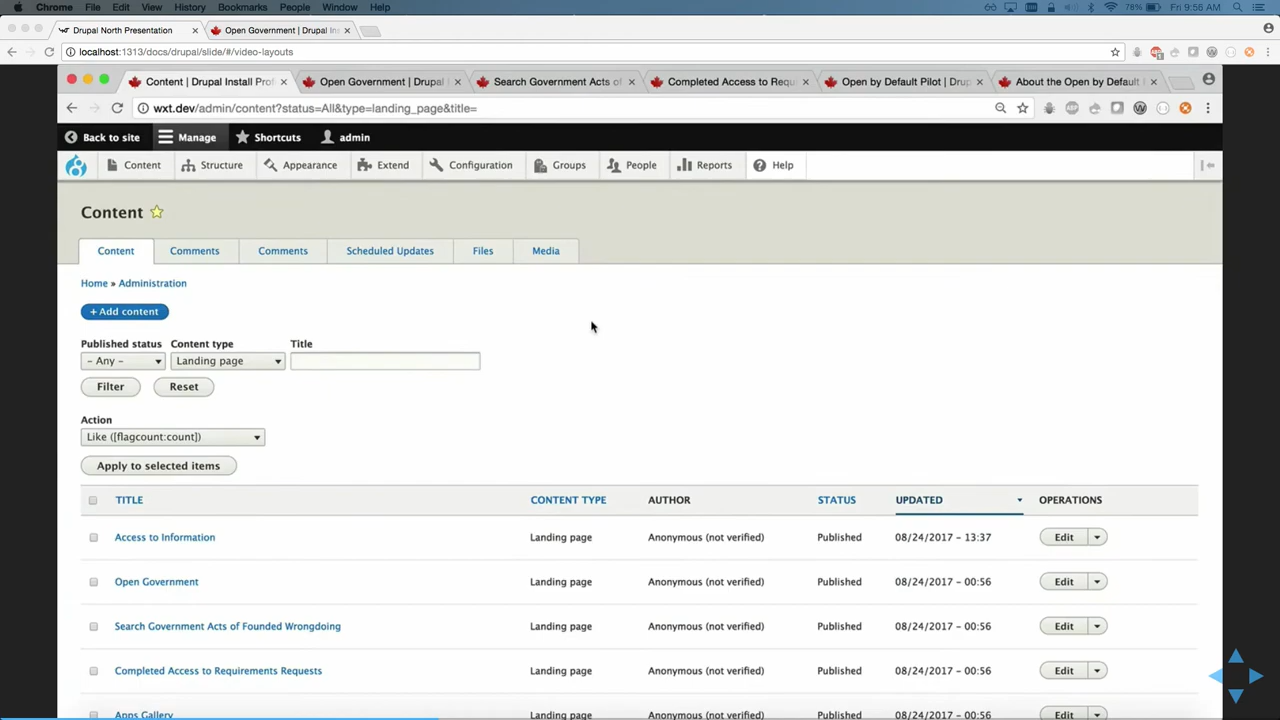 Chrome File Edit View History Bookmarks People Window Help 78% Fri 9:58 AM
Drupal North Presentation Open Government | Drupal Ins
localhost:1313/docs/drupal/slide/#/video-layouts
Content | Drupal Install Prof Open Government | Drupal Search Government Acts of Completed Access to Requ Open by Default Pilot | Drup About the Open by Default
wxt.dev/admin/content?status=All&type=landing_page&title=
Back to site Manage Shortcuts admin
Content Structure Appearance Extend Configuration Groups People Reports Help
Content
Content Comments Comments Scheduled Updates Files Media
Home » Administration
+ Add content
Published status Content type Title
- Any - Landing page
Filter Reset
Action
Like ([flagcount:count])
Apply to selected items
TITLE CONTENT TYPE AUTHOR STATUS UPDATED OPERATIONS
Access to Information Landing page Anonymous (not verified) Published 08/24/2017 - 13:37 Edit
Open Government Landing page Anonymous (not verified) Published 08/24/2017 - 00:56 Edit
Search Government Acts of Founded Wrongdoing Landing page Anonymous (not verified) Published 08/24/2017 - 00:56 Edit
Completed Access to Requirements Requests Landing page Anonymous (not verified) Published 08/24/2017 - 00:56 Edit
Apps Gallery Landing page Anonymous (not verified) Published 08/24/2017 - 00:56 Edit